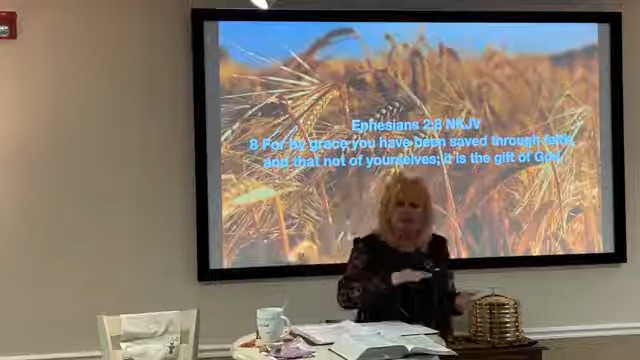 Ephesians 2:8 NKJV
8 For by grace you have been saved through faith,
and that not of yourselves; it is the gift of God,